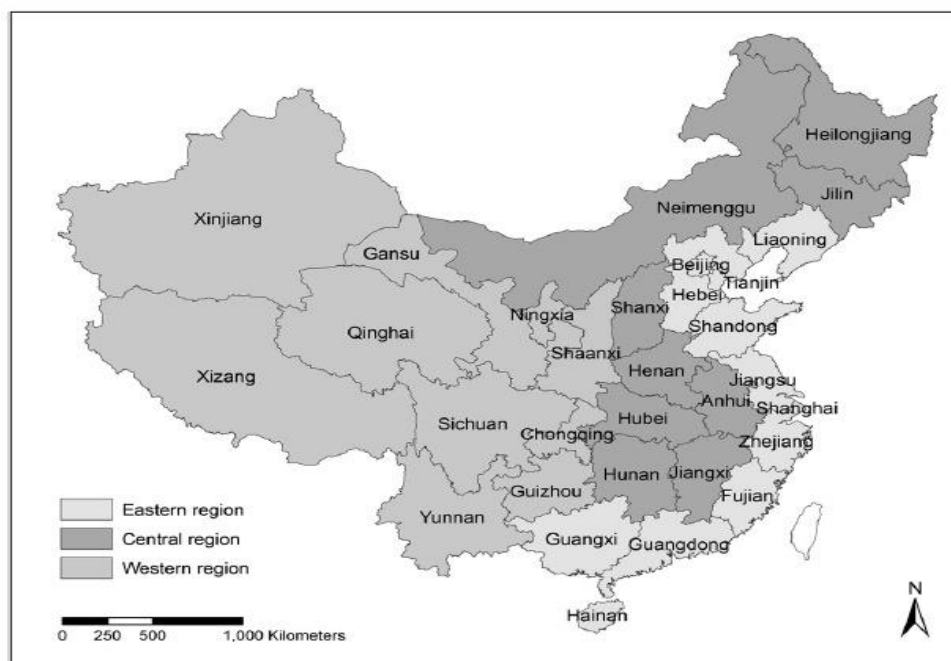 Heilongjiang
Jilin
Xinjiang
Neimenggu
Liaoning
Gansu
Beijing
Tianjin
Hebei
Ningxia
Shanxi
Shandong
Qinghai
Shaanxi
Henan
Xizang
Jiangsu
Anhui
Shanghai
Sichuan
Hubei
Chongqing
Zhejiang
Hunan
Jiangxi
Guizhou
Fujian
Yunnan
Guangxi
Guangdong
Hainan
Eastern region
Central region
Western region
0 250 500 1,000 Kilometers
N